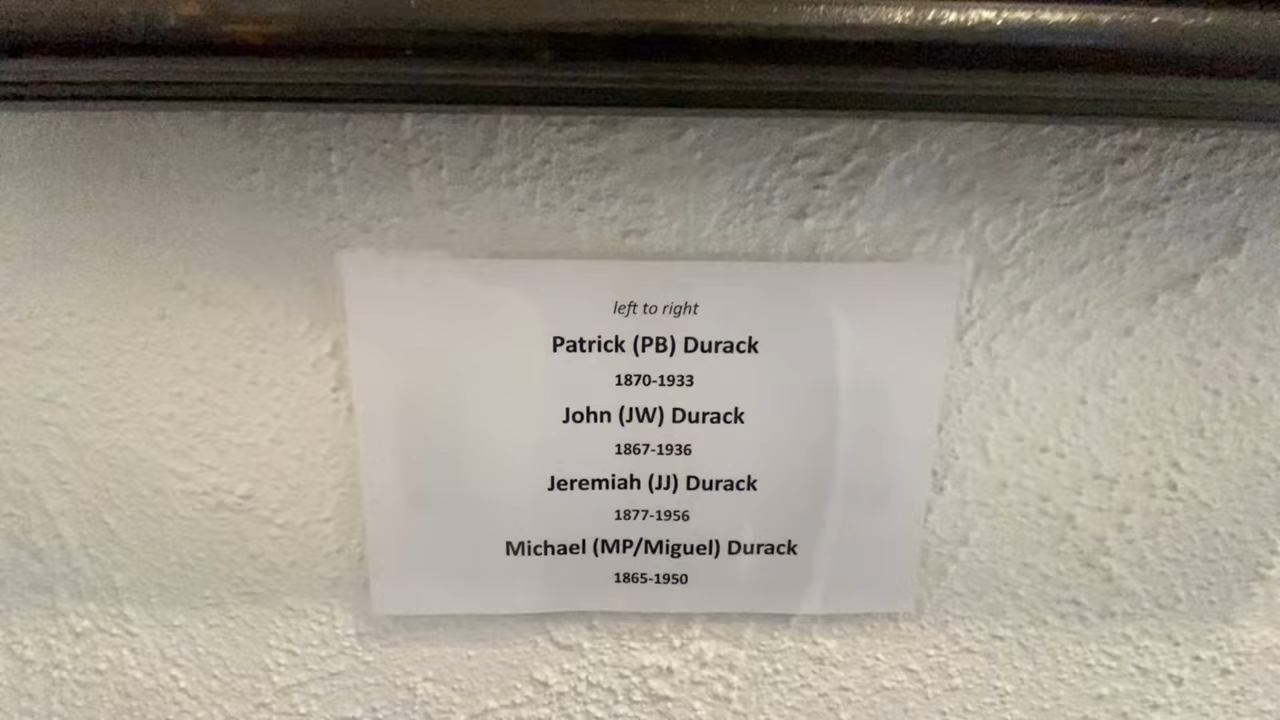 left to right
Patrick (PB) Durack
1870-1933
John (JW) Durack
1867-1936
Jeremiah (JJ) Durack
1877-1956
Michael (MP/Miguel) Durack
1865-1950